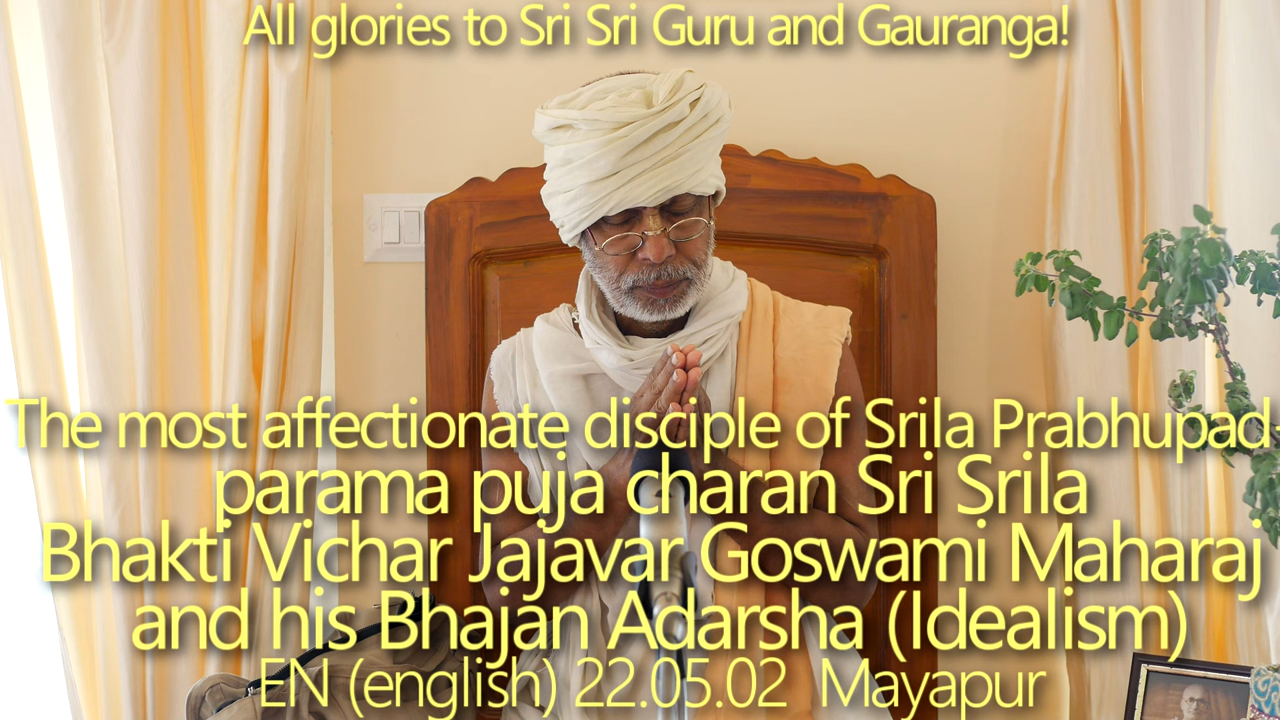 All glories to Sri Sri Guru and Gauranga!
The most affectionate disciple of Srila Prabhupad
parama puja charan Sri Srila
Bhakti Vichar Jajavar Goswami Maharaj
and his Bhajan Adarsha (Idealism)
EN (english) 22.05.02 Mayapur